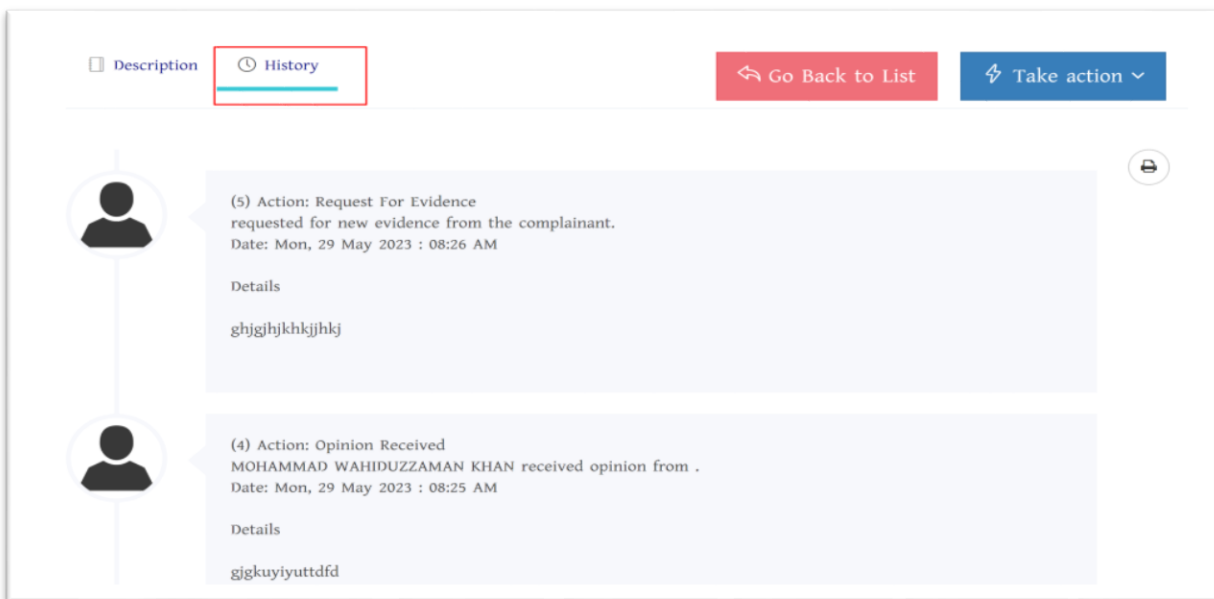 Description
History
Go Back to List
Take action
(5) Action: Request For Evidence
requested for new evidence from the complainant.
Date: Mon, 29 May 2023 : 08:26 AM
Details
ghjgjhjkhkjjhkj
(4) Action: Opinion Received
MOHAMMAD WAHIDUZZAMAN KHAN received opinion from .
Date: Mon, 29 May 2023 : 08:25 AM
Details
gjgkuyiyuttdfd